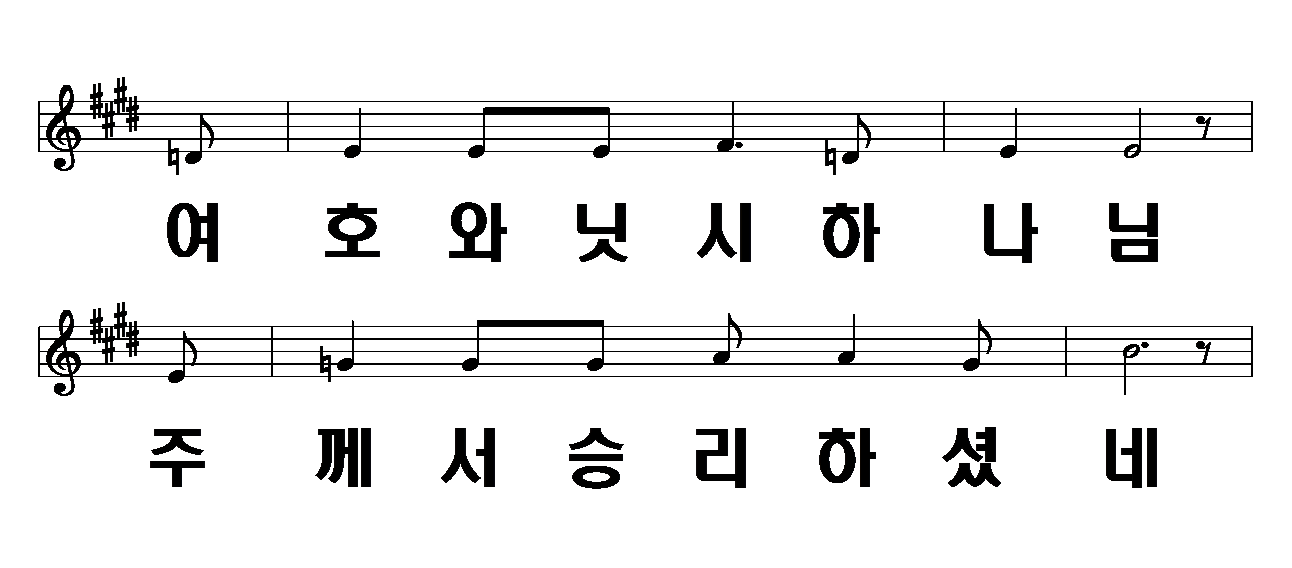 여 호 와 닛 시 하 나 님
주 께 서 승 리 하 셨 네